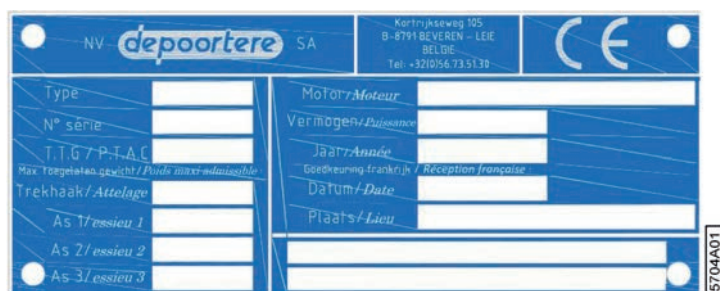 NV depoortere SA
Kortrijkseweg 105
B-8791 BEVEREN - LEIE
BELGIE
Tel: +32(0)56.73.51.30
CE
Type
N° série
T.T.G / P.T.A.C
Max. toegelaten gewicht / Poids maxi admissible :
Trekhaak / Attelage
As 1 / essieu 1
As 2 / essieu 2
As 3 / essieu 3
Motor / Moteur
Vermogen / Puissance
Jaar / Année
Goedkeuring frankrijk / Réception française :
Datum / Date
Plaats / Lieu
5704A01